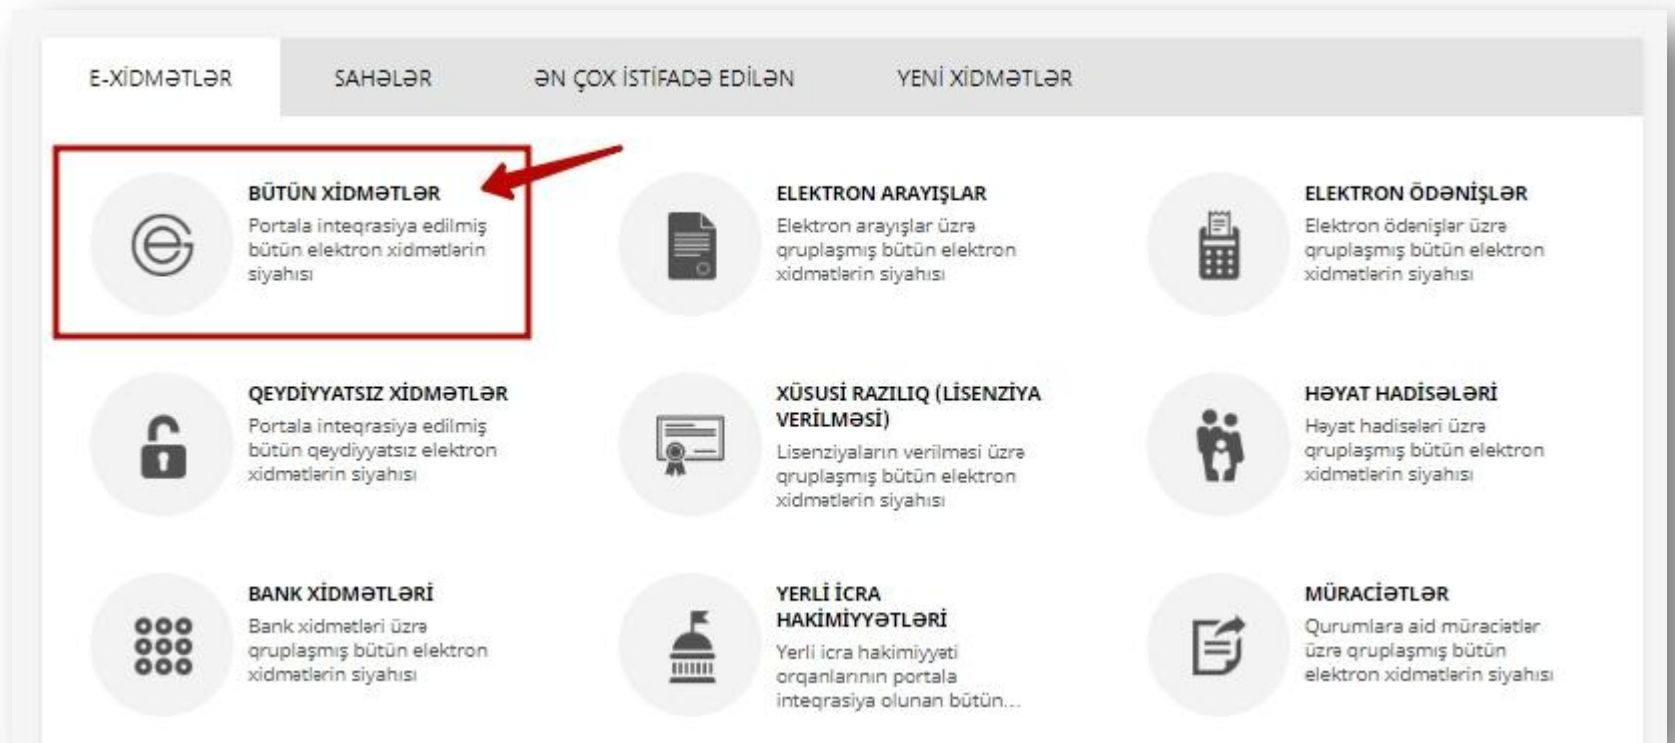 E-XİDMƏTLƏR
SAHƏLƏR
ƏN ÇOX İSTİFADƏ EDİLƏN
YENİ XİDMƏTLƏR
BÜTÜN XİDMƏTLƏR
Portala inteqrasiya edilmiş
bütün elektron xidmətlərin
siyahısı
ELEKTRON ARAYIŞLAR
Elektron arayışlar üzrə
qruplaşmış bütün elektron
xidmətlərin siyahısı
ELEKTRON ÖDƏNİŞLƏR
Elektron ödənişlər üzrə
qruplaşmış bütün elektron
xidmətlərin siyahısı
QEYDİYYATSIZ XİDMƏTLƏR
Portala inteqrasiya edilmiş
bütün qeydiyyatsız elektron
xidmətlərin siyahısı
XÜSUSİ RAZILIQ (LİSENZİYA
VERİLMƏSİ)
Lisenziyaların verilməsi üzrə
qruplaşmış bütün elektron
xidmətlərin siyahısı
HƏYAT HADİSƏLƏRİ
Həyat hadisələri üzrə
qruplaşmış bütün elektron
xidmətlərin siyahısı
BANK XİDMƏTLƏRİ
Bank xidmətləri üzrə
qruplaşmış bütün elektron
xidmətlərin siyahısı
YERLİ İCRA
HAKİMİYYƏTLƏRİ
Yerli icra hakimiyyəti
orqanlarının portala
inteqrasiya olunan bütün...
MÜRACİƏTLƏR
Qurumlara aid müraciətlər
üzrə qruplaşmış bütün
elektron xidmətlərin siyahısı